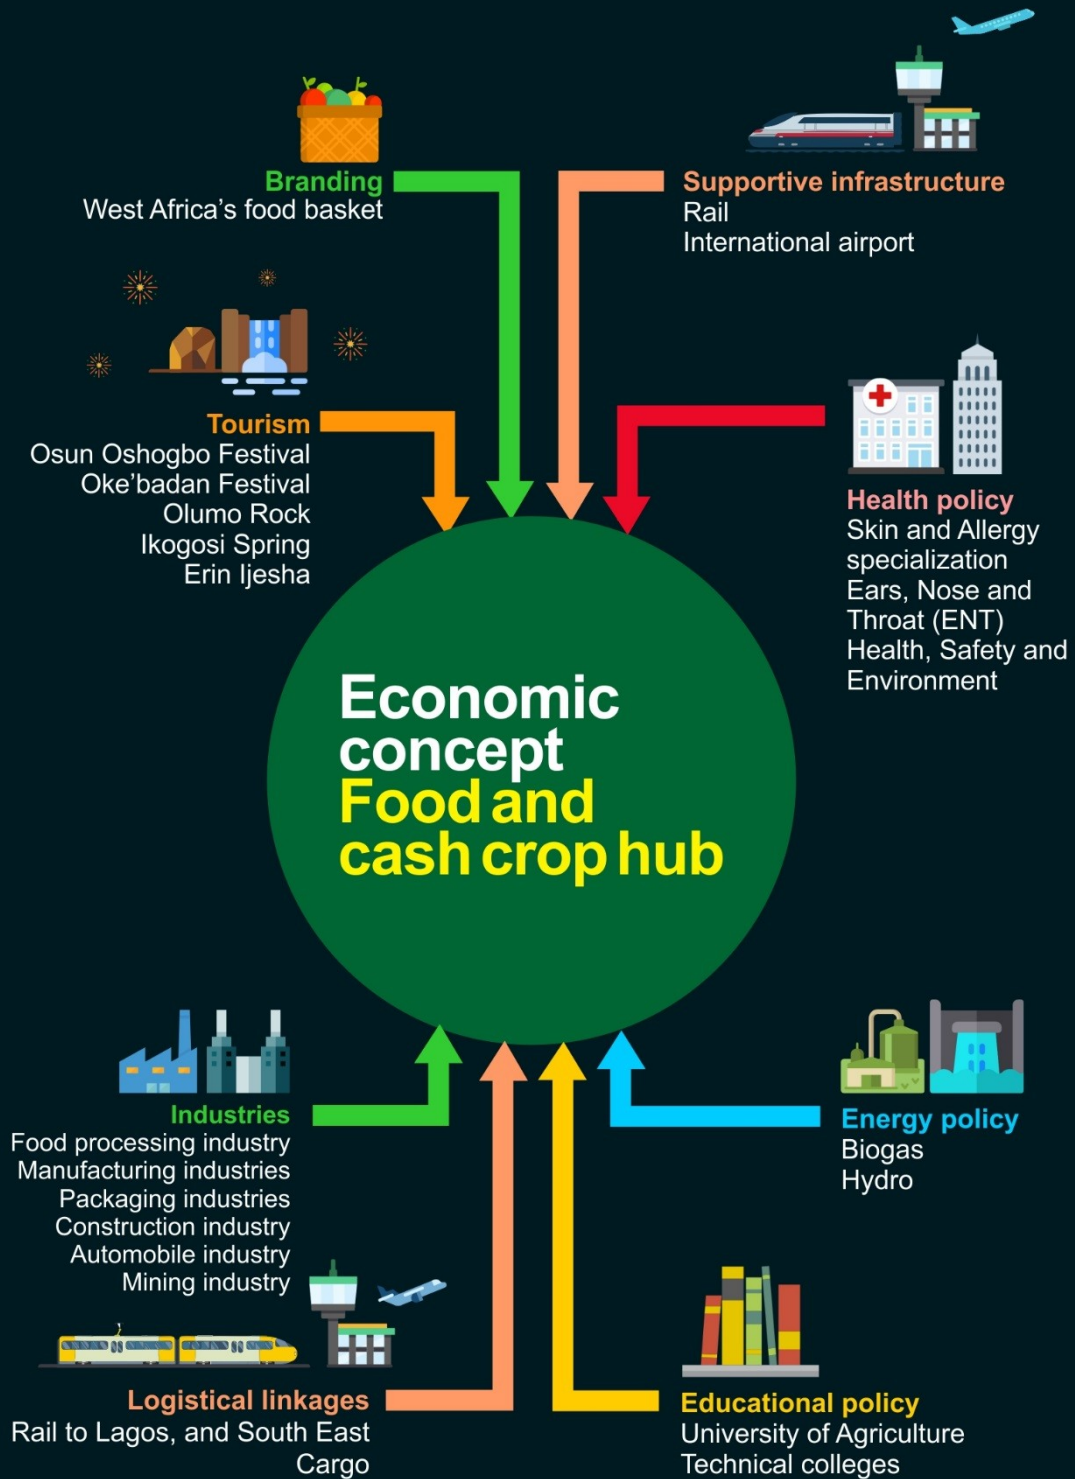 Branding
West Africa's food basket
Supportive infrastructure
Rail
International airport
Tourism
Osun Oshogbo Festival
Oke'badan Festival
Olumo Rock
Ikogosi Spring
Erin Ijesha
Health policy
Skin and Allergy
specialization
Ears, Nose and
Throat (ENT)
Health, Safety and
Environment
Economic
concept
Food and
cash crop hub
Industries
Food processing industry
Manufacturing industries
Packaging industries
Construction industry
Automobile industry
Mining industry
Energy policy
Biogas
Hydro
Logistical linkages
Rail to Lagos, and South East
Cargo
Educational policy
University of Agriculture
Technical colleges